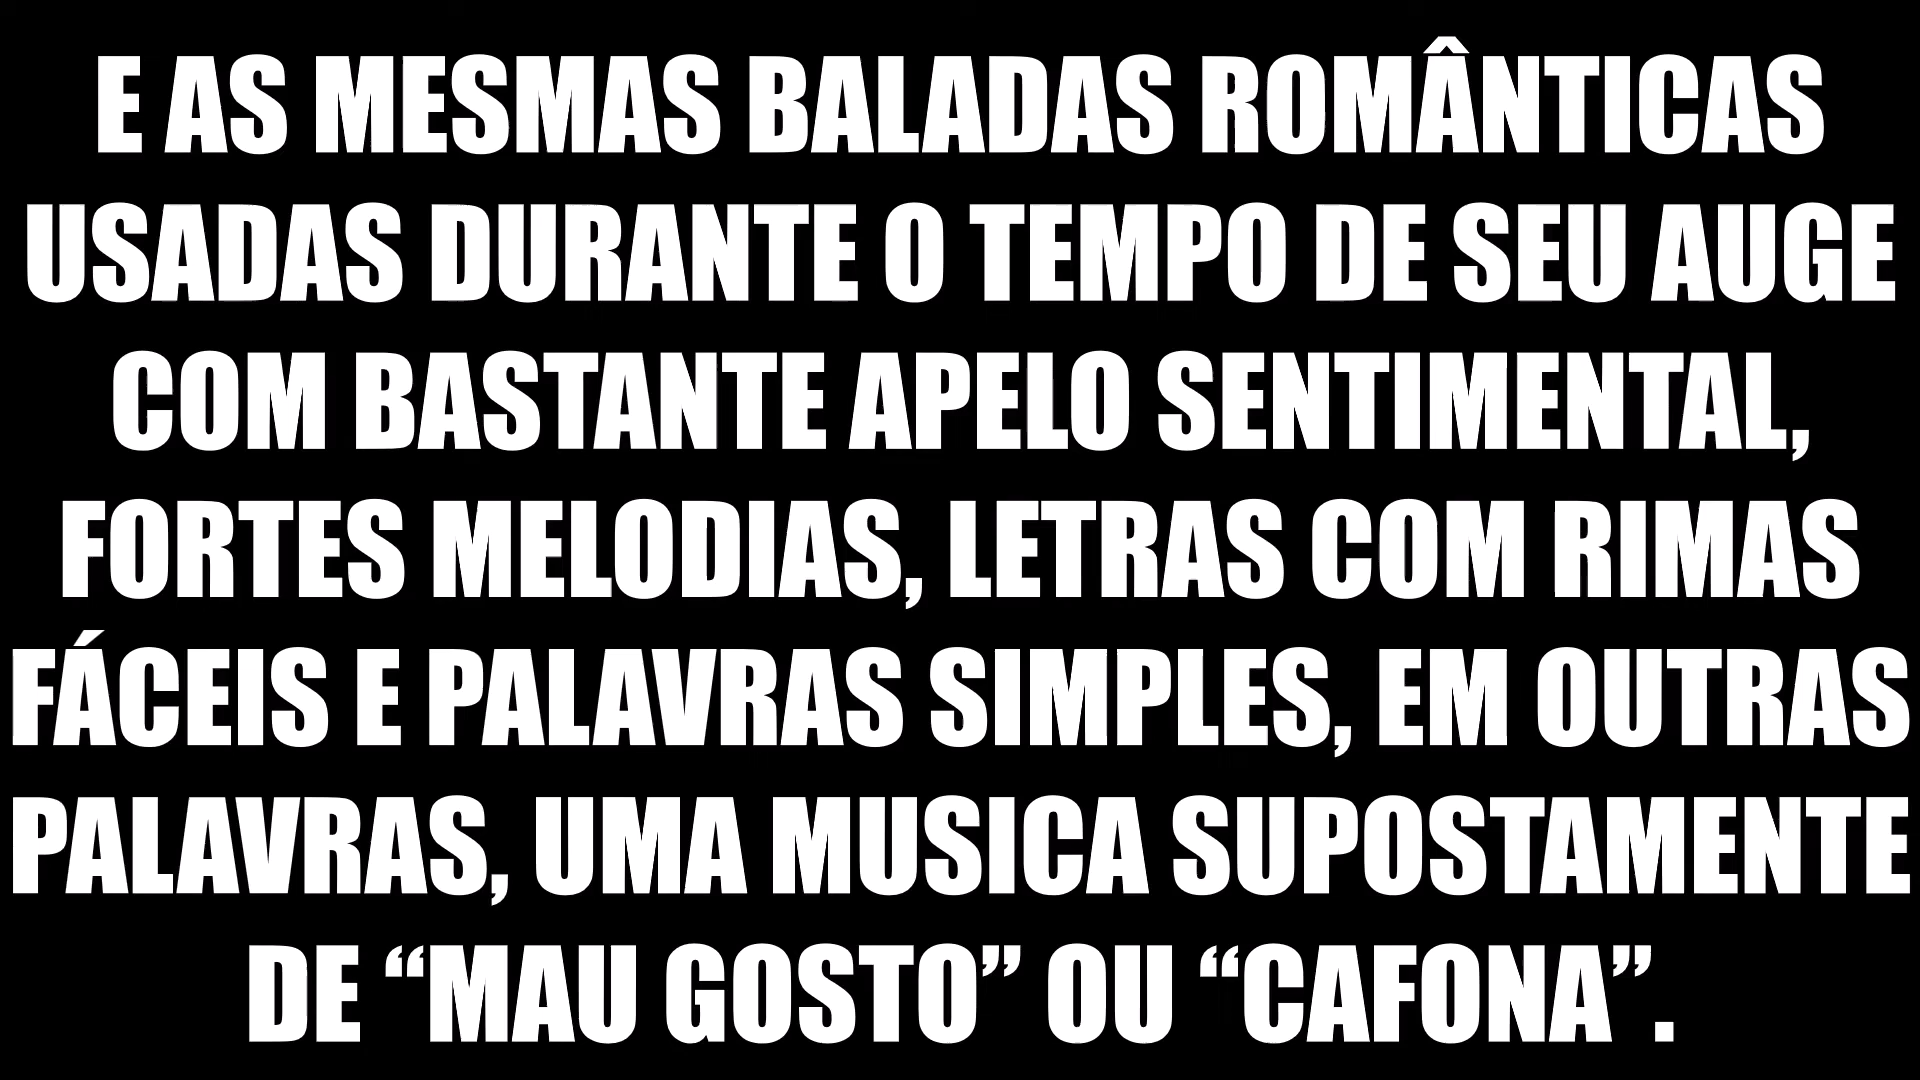 E AS MESMAS BALADAS ROMÂNTICAS
USADAS DURANTE O TEMPO DE SEU AUGE
COM BASTANTE APELO SENTIMENTAL,
FORTES MELODIAS, LETRAS COM RIMAS
FÁCEIS E PALAVRAS SIMPLES, EM OUTRAS
PALAVRAS, UMA MUSICA SUPOSTAMENTE
DE “MAU GOSTO” OU “CAFONA”.